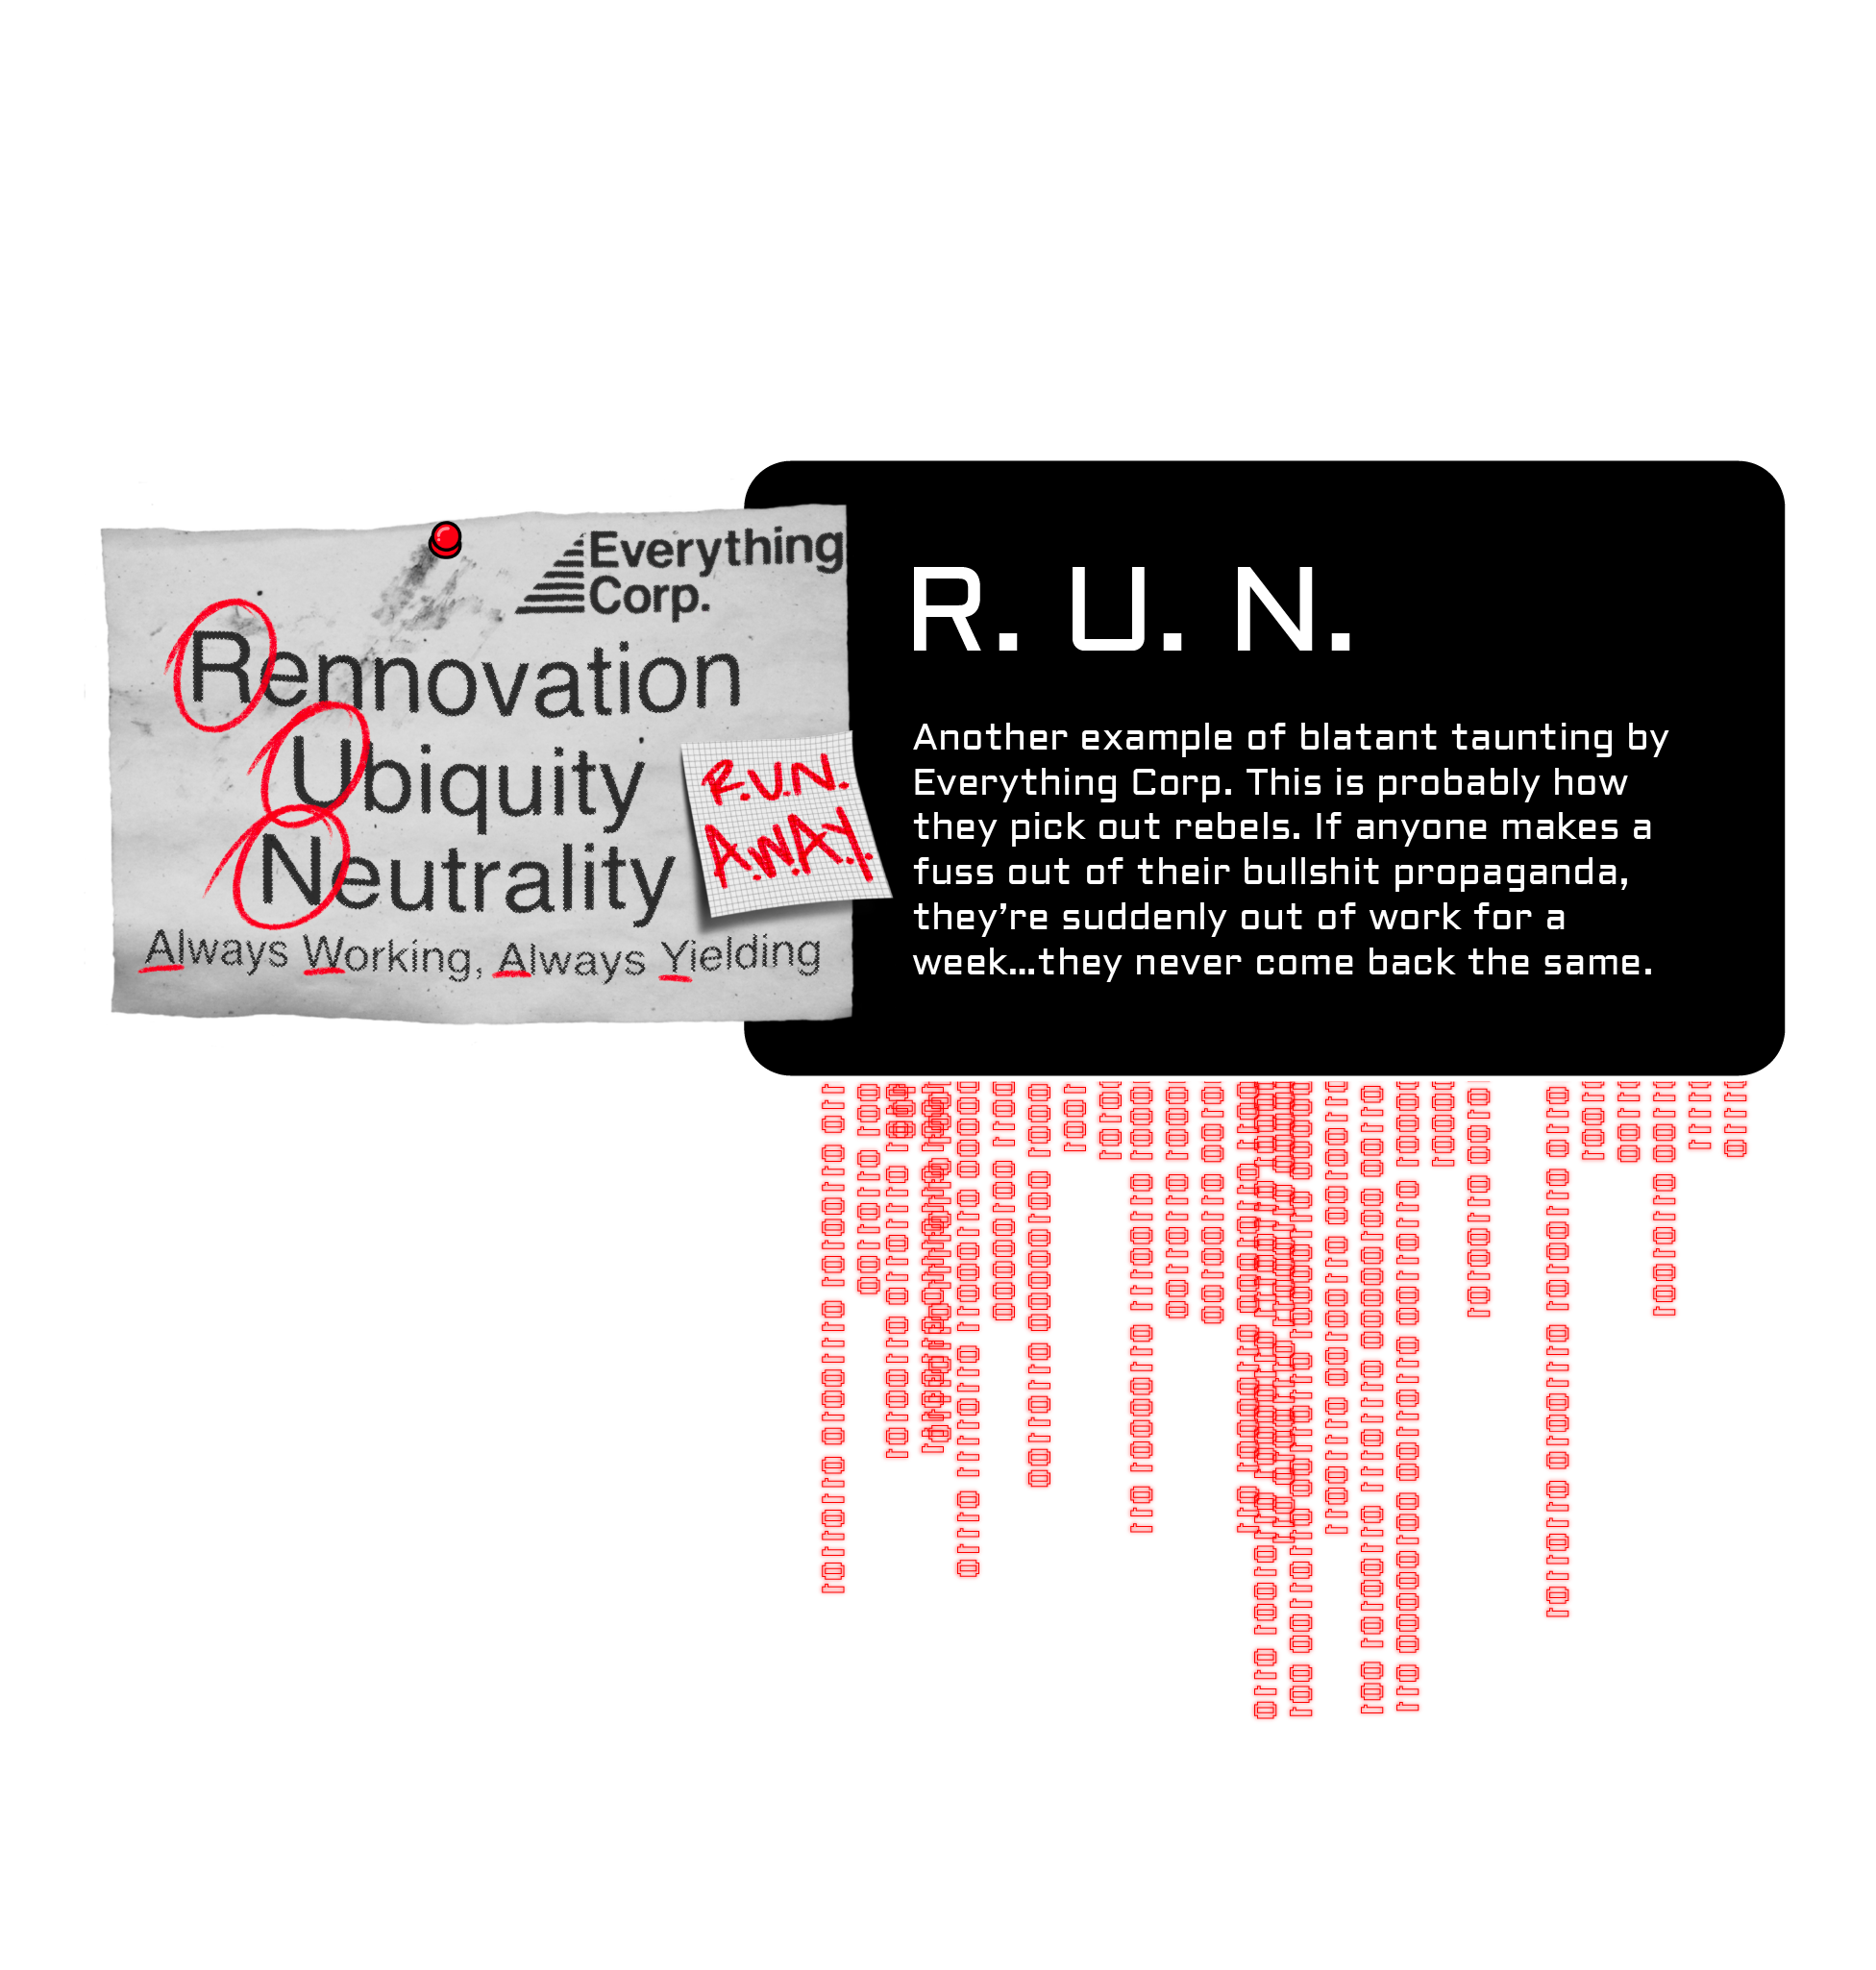 Everything
Corp.
Rennovation
Ubiquity
Neutrality
Always Working, Always Yielding
R.U.N.
A.W.A.Y.
R. U. N.
Another example of blatant taunting by
Everything Corp. This is probably how
they pick out rebels. If anyone makes a
fuss out of their bullshit propaganda,
they’re suddenly out of work for a
week...they never come back the same.